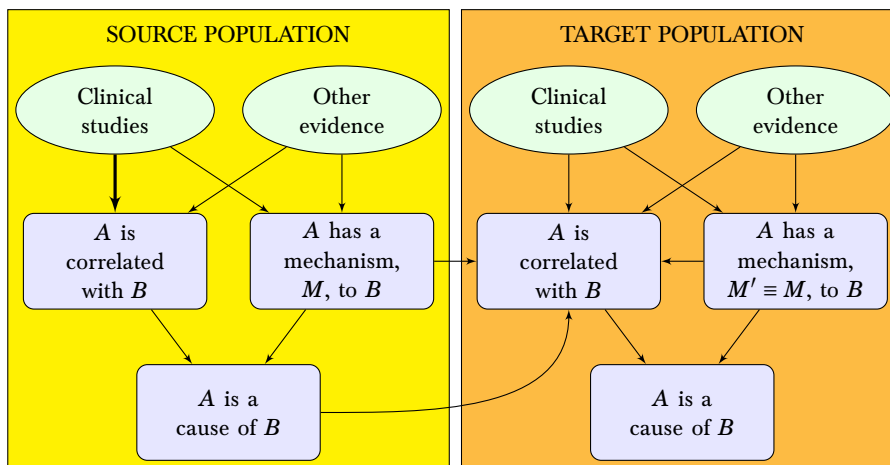 SOURCE POPULATION
Clinical
studies
Other
evidence
A is
correlated
with B
A has a
mechanism,
M, to B
A is a
cause of B
TARGET POPULATION
Clinical
studies
Other
evidence
A is
correlated
with B
A has a
mechanism,
M′ ≡ M, to B
A is a
cause of B